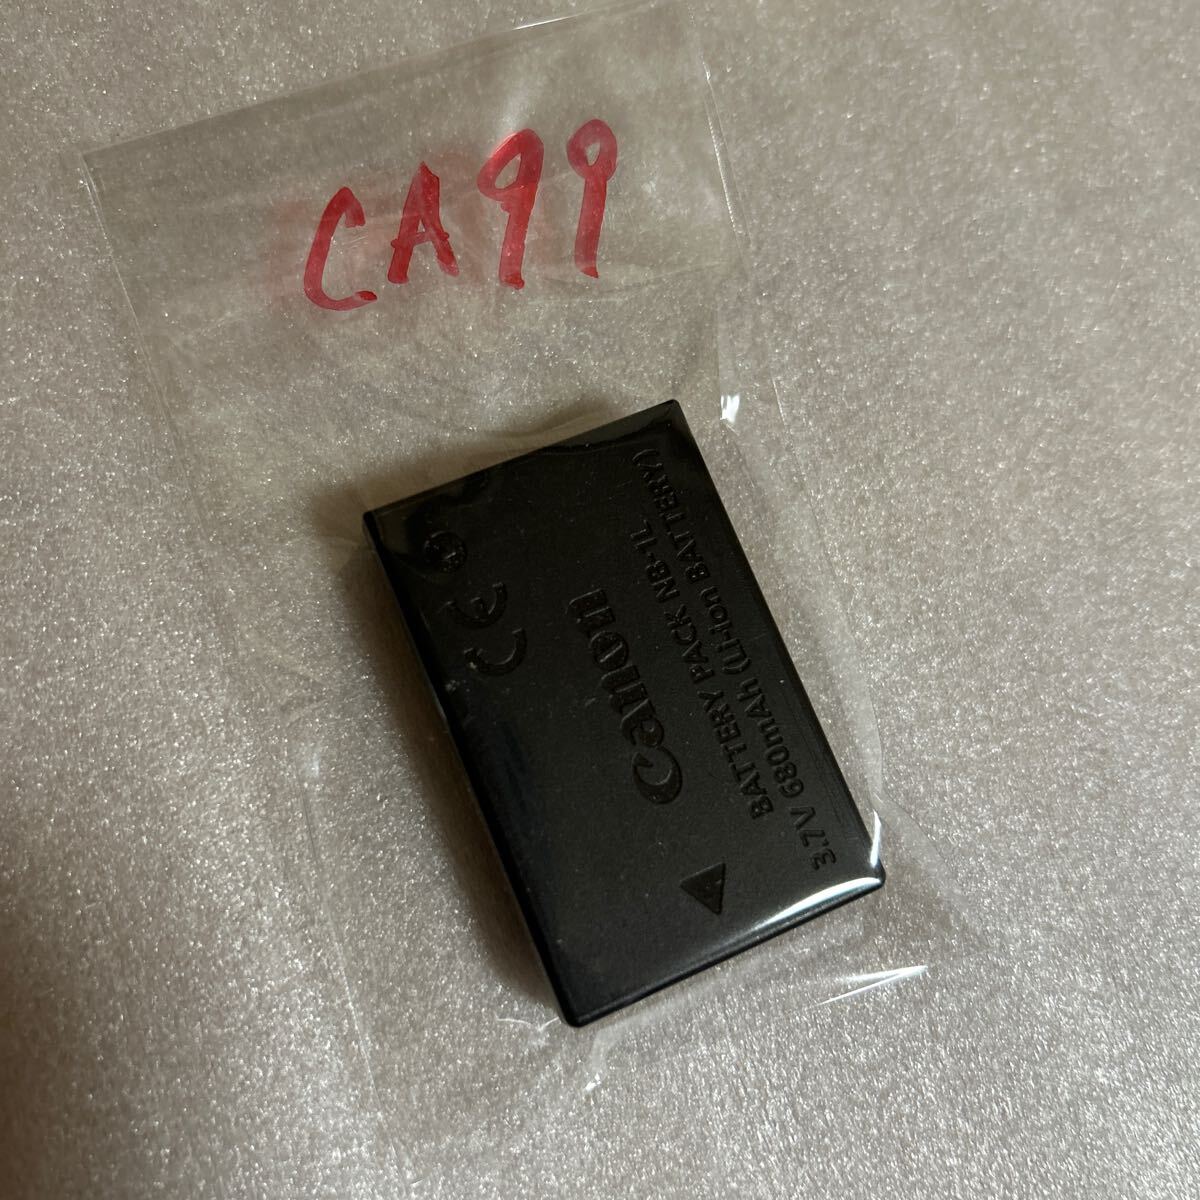 CA99
Canon
BATTERY PACK NB-1L
3.7V 680mAh (Li-ion BATTERY)
CE